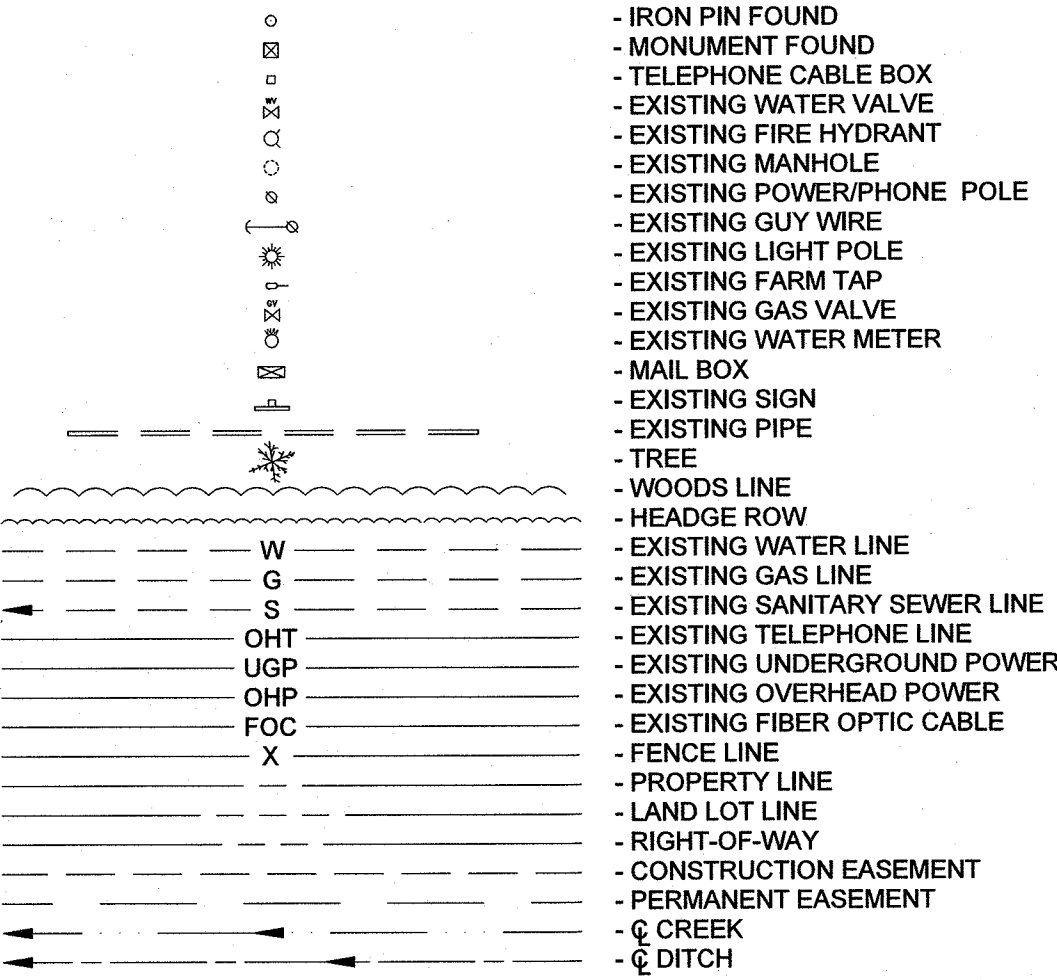 - IRON PIN FOUND
- MONUMENT FOUND
- TELEPHONE CABLE BOX
WV - EXISTING WATER VALVE
- EXISTING FIRE HYDRANT
- EXISTING MANHOLE
- EXISTING POWER/PHONE POLE
- EXISTING GUY WIRE
- EXISTING LIGHT POLE
- EXISTING FARM TAP
GV - EXISTING GAS VALVE
- EXISTING WATER METER
- MAIL BOX
- EXISTING SIGN
- EXISTING PIPE
- TREE
- WOODS LINE
- HEADGE ROW
W - EXISTING WATER LINE
G - EXISTING GAS LINE
S - EXISTING SANITARY SEWER LINE
OHT - EXISTING TELEPHONE LINE
UGP - EXISTING UNDERGROUND POWER
OHP - EXISTING OVERHEAD POWER
FOC - EXISTING FIBER OPTIC CABLE
X - FENCE LINE
- PROPERTY LINE
- LAND LOT LINE
- RIGHT-OF-WAY
- CONSTRUCTION EASEMENT
- PERMANENT EASEMENT
- ℄ CREEK
- ℄ DITCH